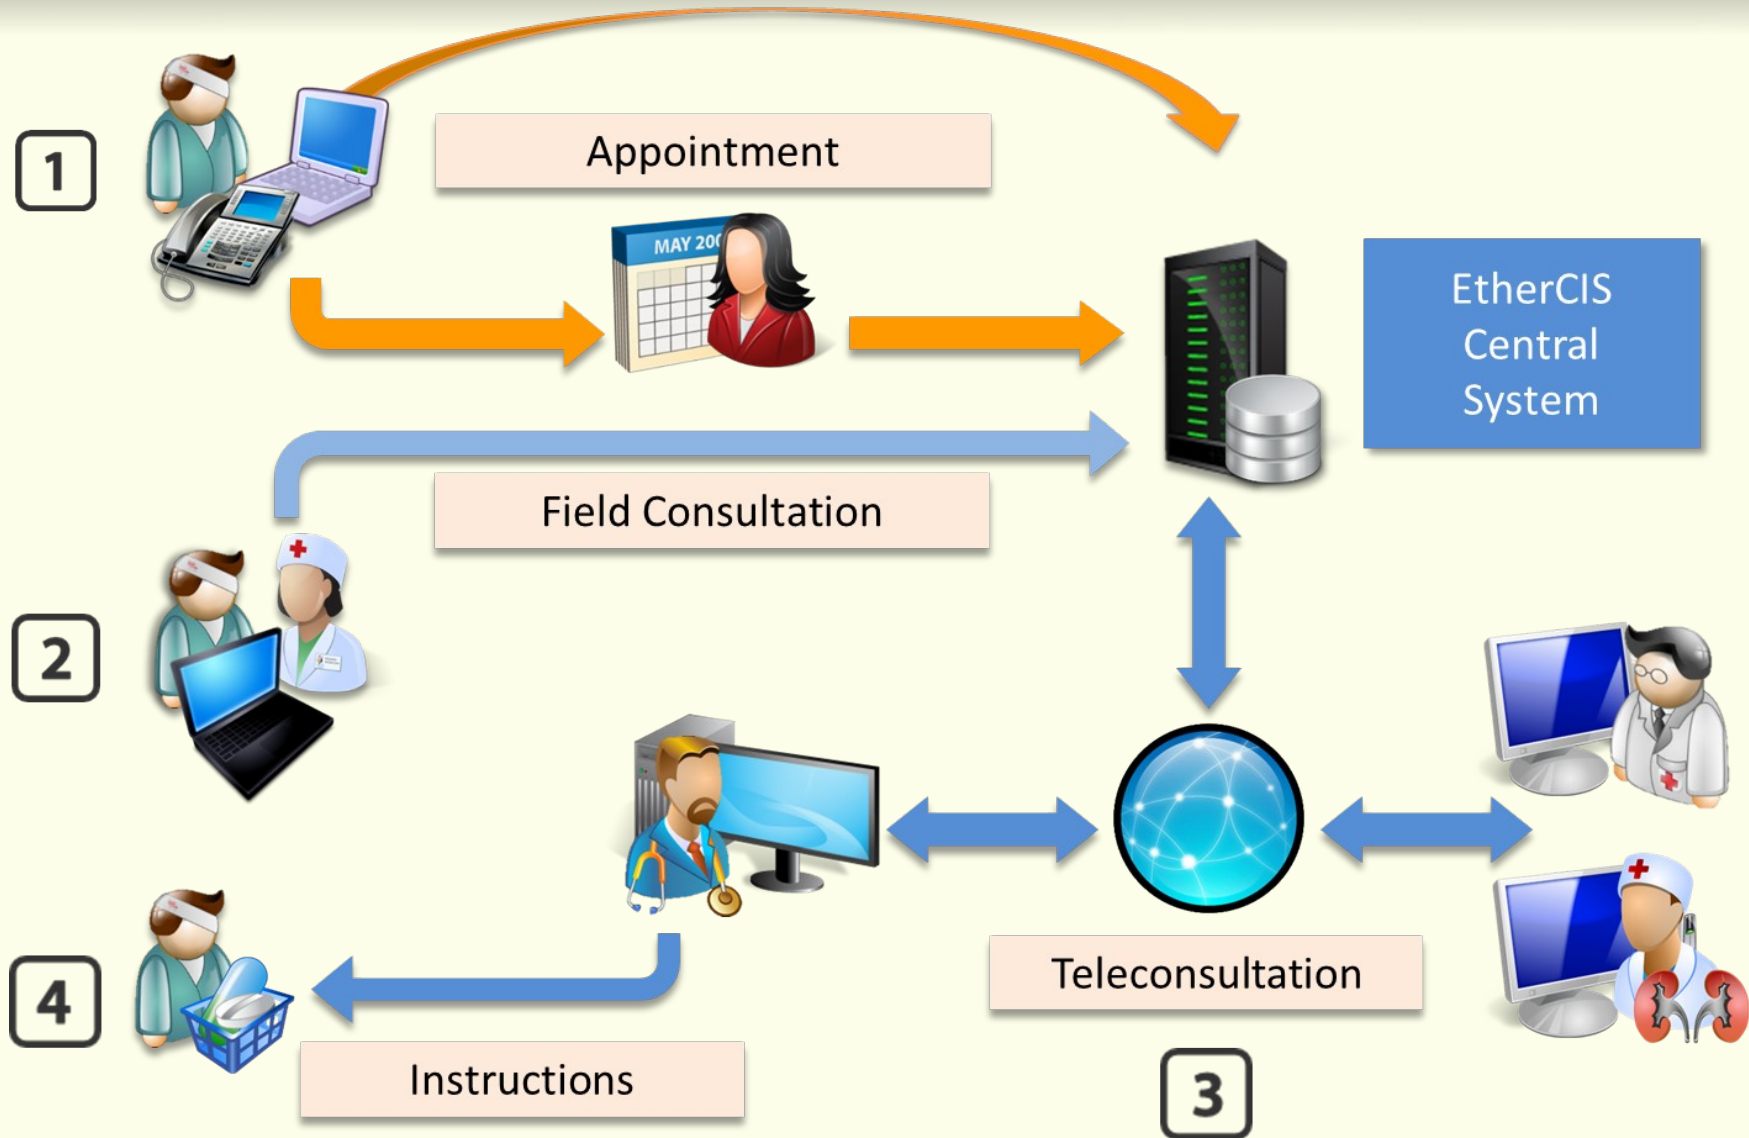 1
Appointment
MAY 200
EtherCIS
Central
System
Field Consultation
2
Teleconsultation
4
Instructions
3